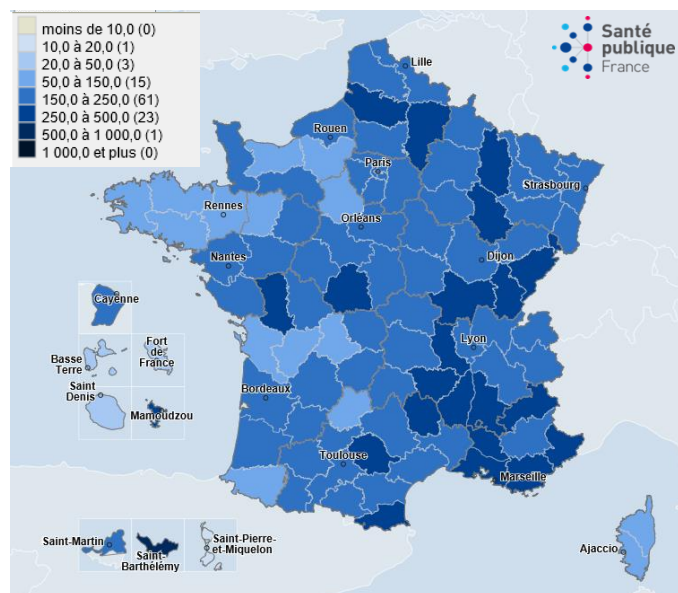 moins de 10,0 (0)
10,0 à 20,0 (1)
20,0 à 50,0 (3)
50,0 à 150,0 (15)
150,0 à 250,0 (61)
250,0 à 500,0 (23)
500,0 à 1 000,0 (1)
1 000,0 et plus (0)
Santé
publique
France
Lille
Rouen
Paris
Strasbourg
Rennes
Orléans
Nantes
Dijon
Cayenne
Lyon
Basse
Terre
Fort
de
France
Saint
Denis
Bordeaux
Mamoudzou
Toulouse
Marseille
Saint-Martin
Saint-
Barthélémy
Saint-Pierre-
et-Miquelon
Ajaccio